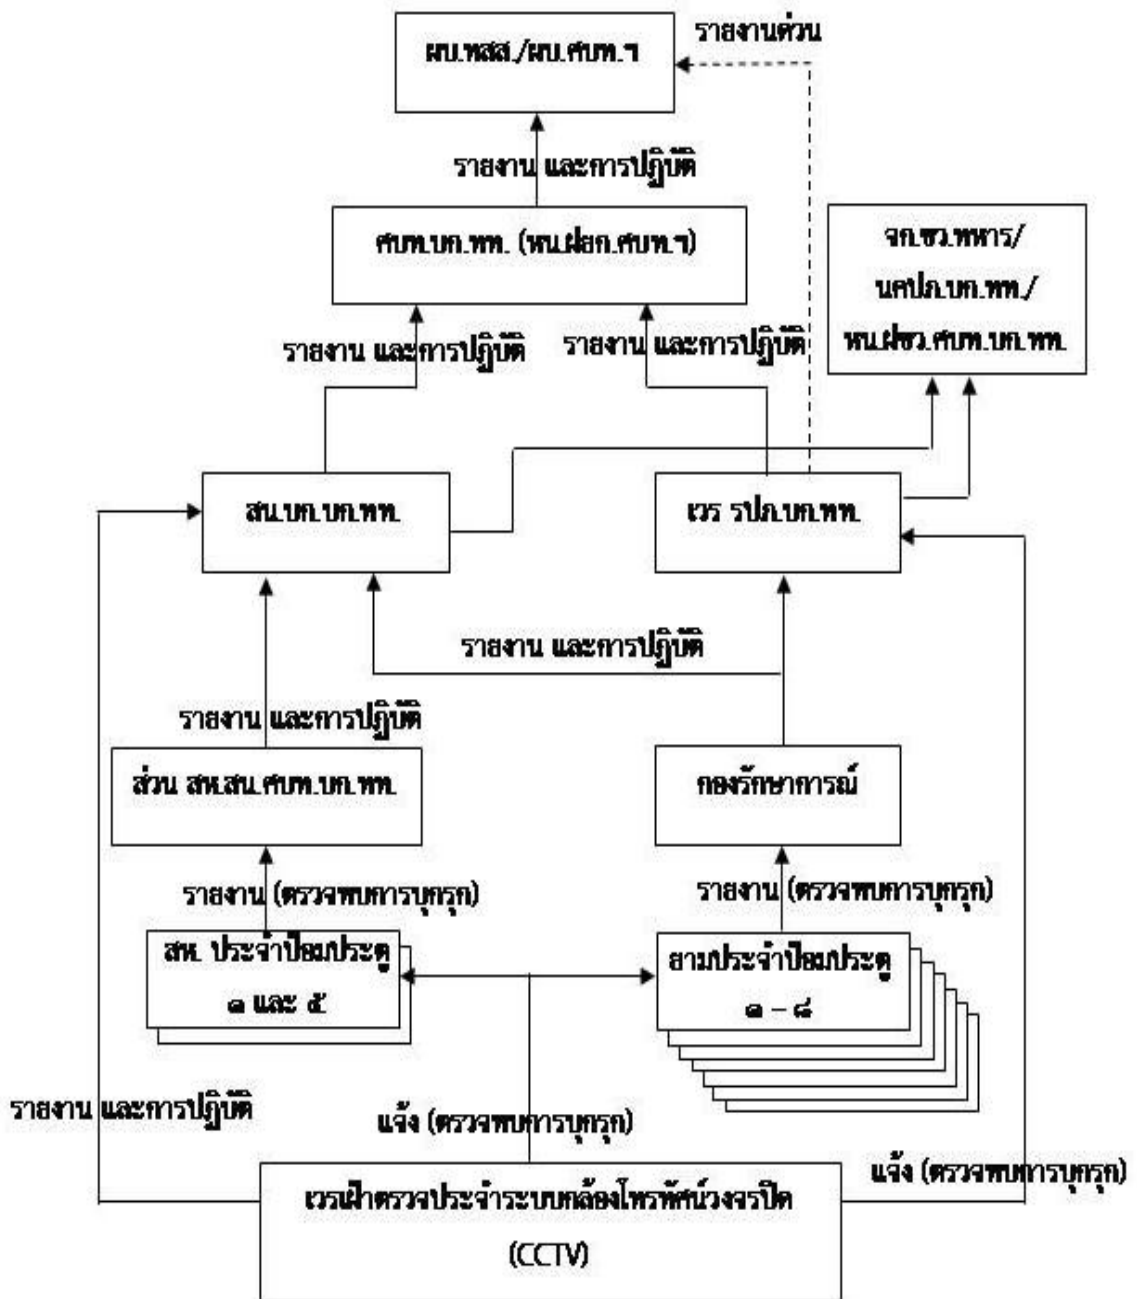 รายงานด่วน
ผบ.ทสส./ผบ.ศบท.ฯ
รายงาน และการปฏิบัติ
ศบท.บก.ทท. (หน.ฝยก.ศบท.ฯ)
จก.ขว.ทหาร/
นคปภ.บก.ทท./
หน.ฝขว.ศบท.บก.ทท.
รายงาน และการปฏิบัติ
รายงาน และการปฏิบัติ
สน.บก.บก.ทท.
เวร รปภ.บก.ทท.
รายงาน และการปฏิบัติ
รายงาน และการปฏิบัติ
ส่วน สห.สน.ศบท.บก.ทท.
กองรักษาการณ์
รายงาน (ตรวจพบการบุกรุก)
รายงาน (ตรวจพบการบุกรุก)
สห. ประจำป้อมประตู
๑ และ ๕
ยามประจำป้อมประตู
๑ – ๘
รายงาน และการปฏิบัติ
แจ้ง (ตรวจพบการบุกรุก)
แจ้ง (ตรวจพบการบุกรุก)
เวรเฝ้าตรวจประจำระบบกล้องโทรทัศน์วงจรปิด
(CCTV)